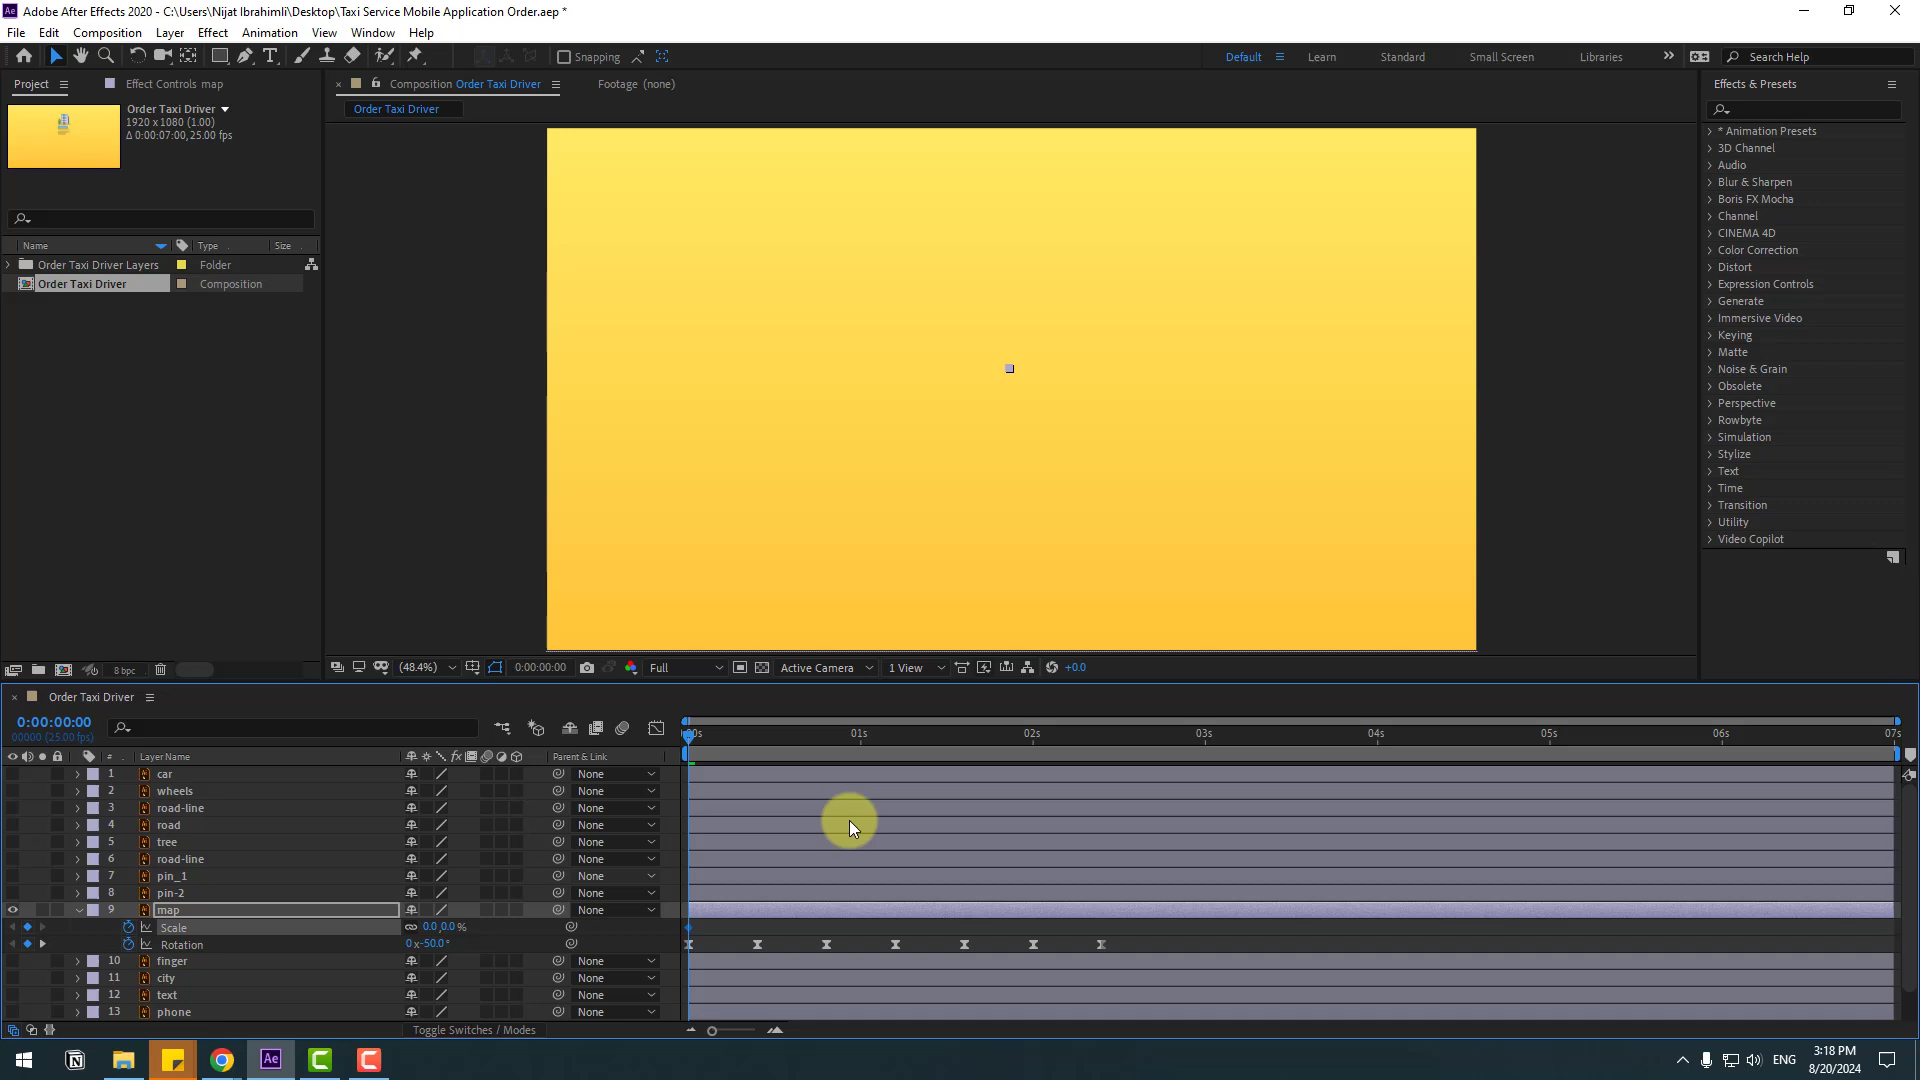 Adobe After Effects 2020 - C:\Users\Nijat Ibrahimli\Desktop\Taxi Service Mobile Application Order.aep *
File Edit Composition Layer Effect Animation View Window Help
Snapping
Default Learn Standard Small Screen Libraries Search Help
Project Effect Controls map
Composition Order Taxi Driver Footage (none)
Effects & Presets
Order Taxi Driver
1920 x 1080 (1.00)
Δ 0:00:07:00, 25.00 fps
Order Taxi Driver
* Animation Presets
3D Channel
Audio
Blur & Sharpen
Boris FX Mocha
Channel
CINEMA 4D
Color Correction
Distort
Expression Controls
Generate
Immersive Video
Keying
Matte
Noise & Grain
Obsolete
Perspective
Rowbyte
Simulation
Stylize
Text
Time
Transition
Utility
Video Copilot
Name Type Size
Order Taxi Driver Layers Folder
Order Taxi Driver Composition
8 bpc
(48.4%) 0:00:00:00 Full Active Camera 1 View +0.0
Order Taxi Driver
0:00:00:00
00000 (25.00 fps)
01s 02s 03s 04s 05s 06s 07s
# Layer Name Parent & Link
1 car None
2 wheels None
3 road-line None
4 road None
5 tree None
6 road-line None
7 pin_1 None
8 pin-2 None
9 map None
Scale 0.0,0.0%
Rotation 0x-50.0°
10 finger None
11 city None
12 text None
13 phone None
Toggle Switches / Modes
ENG
3:18 PM
8/20/2024